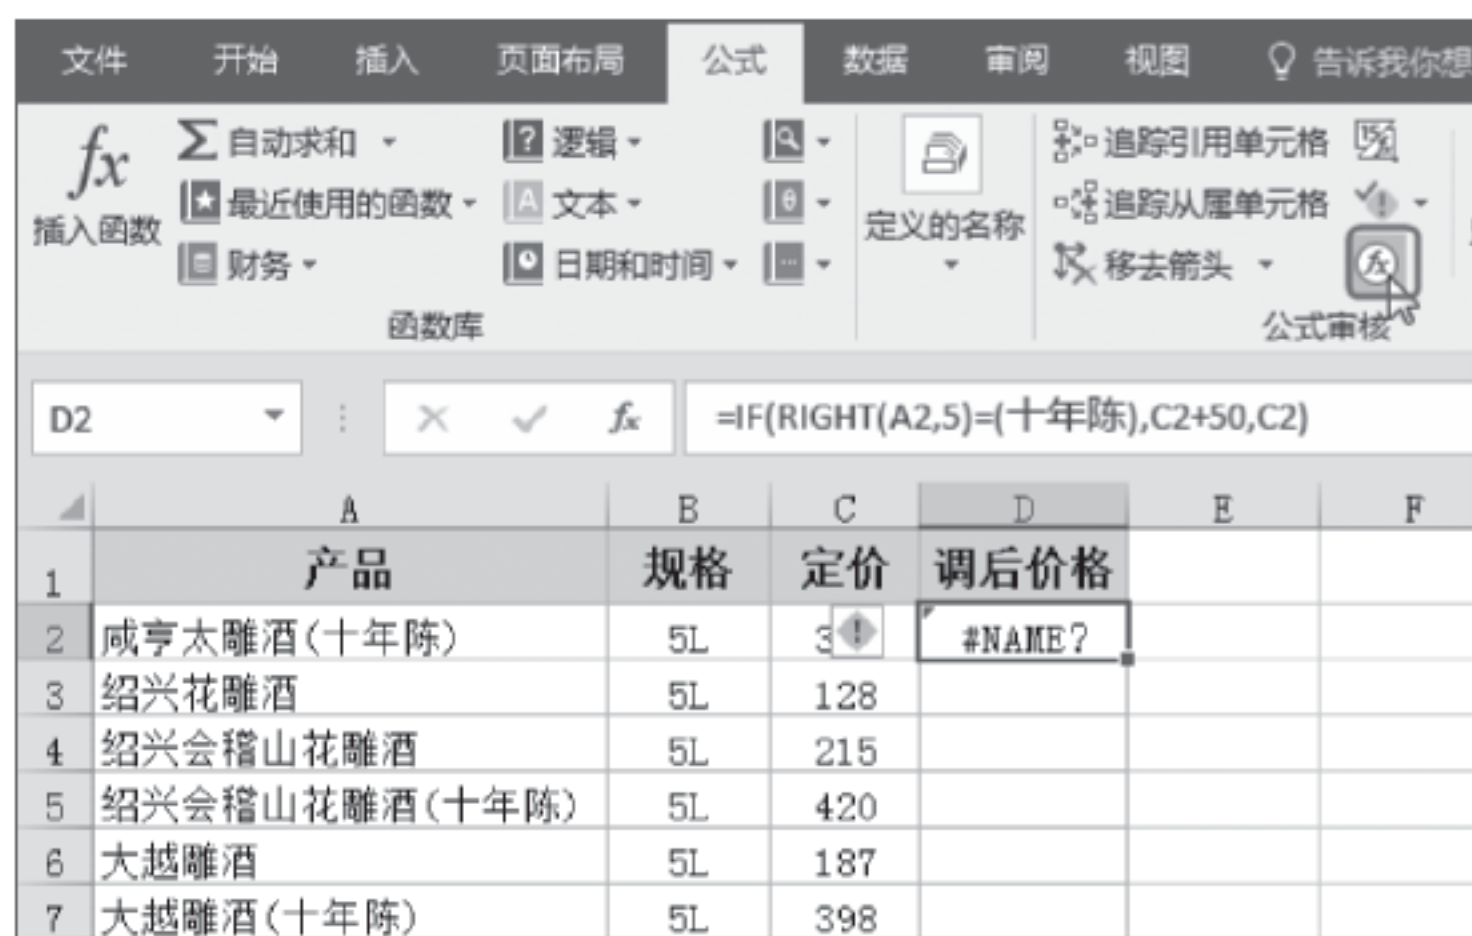 文件 开始 插入 页面布局 公式 数据 审阅 视图 告诉我你想
fx 插入函数
Σ 自动求和
最近使用的函数
财务
? 逻辑
A 文本
日期和时间
θ
函数库
定义的名称
追踪引用单元格
追踪从属单元格
移去箭头
fx
公式审核
D2 fx =IF(RIGHT(A2,5)=(十年陈),C2+50,C2)
A B C D E F
1 产品 规格 定价 调后价格
2 咸亨太雕酒(十年陈) 5L 3 #NAME?
3 绍兴花雕酒 5L 128
4 绍兴会稽山花雕酒 5L 215
5 绍兴会稽山花雕酒(十年陈) 5L 420
6 大越雕酒 5L 187
7 大越雕酒(十年陈) 5L 398